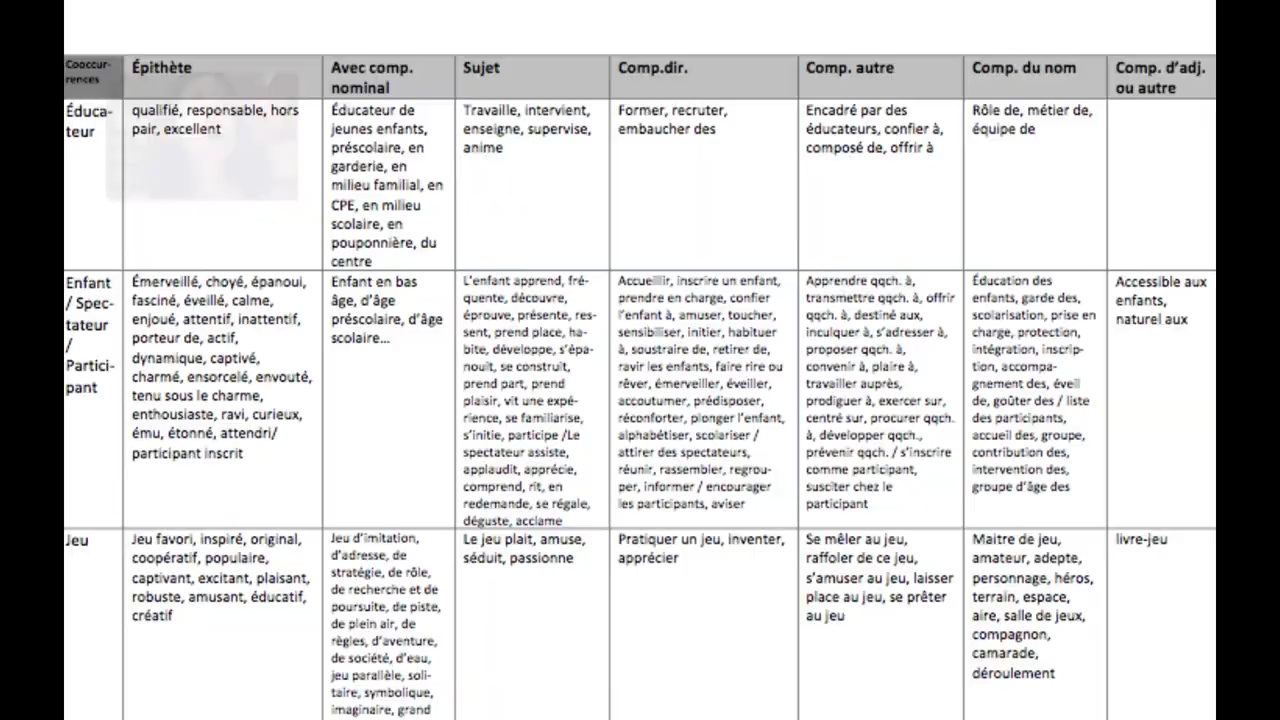 Cooccur-
rences
Épithète
Avec comp.
nominal
Sujet
Comp.dir.
Comp. autre
Comp. du nom
Comp. d'adj.
ou autre
Éduca-
teur
qualifié, responsable, hors
pair, excellent
Éducateur de
jeunes enfants,
préscolaire, en
garderie, en
milieu familial, en
CPE, en milieu
scolaire, en
pouponnière, du
centre
Travaille, intervient,
enseigne, supervise,
anime
Former, recruter,
embaucher des
Encadré par des
éducateurs, confier à,
composé de, offrir à
Rôle de, métier de,
équipe de
Enfant
/ Spec-
tateur
/
Partici-
pant
Émerveillé, choyé, épanoui,
fasciné, éveillé, calme,
enjoué, attentif, inattentif,
porteur de, actif,
dynamique, captivé,
charmé, ensorcelé, envouté,
tenu sous le charme,
enthousiaste, ravi, curieux,
ému, étonné, attendri/
participant inscrit
Enfant en bas
âge, d'âge
préscolaire, d'âge
scolaire…
L'enfant apprend, fré-
quente, découvre,
éprouve, présente, res-
sent, prend place, ha-
bite, développe, s'épa-
nouit, se construit,
prend part, prend
plaisir, vit une expé-
rience, se familiarise,
s'initie, participe /Le
spectateur assiste,
applaudit, apprécie,
comprend, rit, en
redemande, se régale,
déguste, acclame
Accueillir, inscrire un enfant,
prendre en charge, confier
l'enfant à, amuser, toucher,
sensibiliser, initier, habituer
à, soustraire de, retirer de,
ravir les enfants, faire rire ou
rêver, émerveiller, éveiller,
accoutumer, prédisposer,
réconforter, plonger l'enfant,
alphabétiser, scolariser /
attirer des spectateurs,
réunir, rassembler, regrou-
per, informer / encourager
les participants, aviser
Apprendre qqch. à,
transmettre qqch. à, offrir
qqch. à, destiné aux,
inculquer à, s'adresser à,
proposer qqch. à,
convenir à, plaire à,
travailler auprès,
prodiguer à, exercer sur,
centré sur, procurer qqch.
à, développer qqch.,
prévenir qqch. / s'inscrire
comme participant,
susciter chez le
participant
Éducation des
enfants, garde des,
scolarisation, prise en
charge, protection,
intégration, inscrip-
tion, accompa-
gnement des, éveil
de, goûter des / liste
des participants,
accueil des, groupe,
contribution des,
intervention des,
groupe d'âge des
Accessible aux
enfants,
naturel aux
Jeu
Jeu favori, inspiré, original,
coopératif, populaire,
captivant, excitant, plaisant,
robuste, amusant, éducatif,
créatif
Jeu d'imitation,
d'adresse, de
stratégie, de rôle,
de recherche et de
poursuite, de piste,
de plein air, de
règles, d'aventure,
de société, d'eau,
jeu parallèle, soli-
taire, symbolique,
imaginaire, grand
Le jeu plait, amuse,
séduit, passionne
Pratiquer un jeu, inventer,
apprécier
Se mêler au jeu,
raffoler de ce jeu,
s'amuser au jeu, laisser
place au jeu, se prêter
au jeu
Maitre de jeu,
amateur, adepte,
personnage, héros,
terrain, espace,
aire, salle de jeux,
compagnon,
camarade,
déroulement
livre-jeu